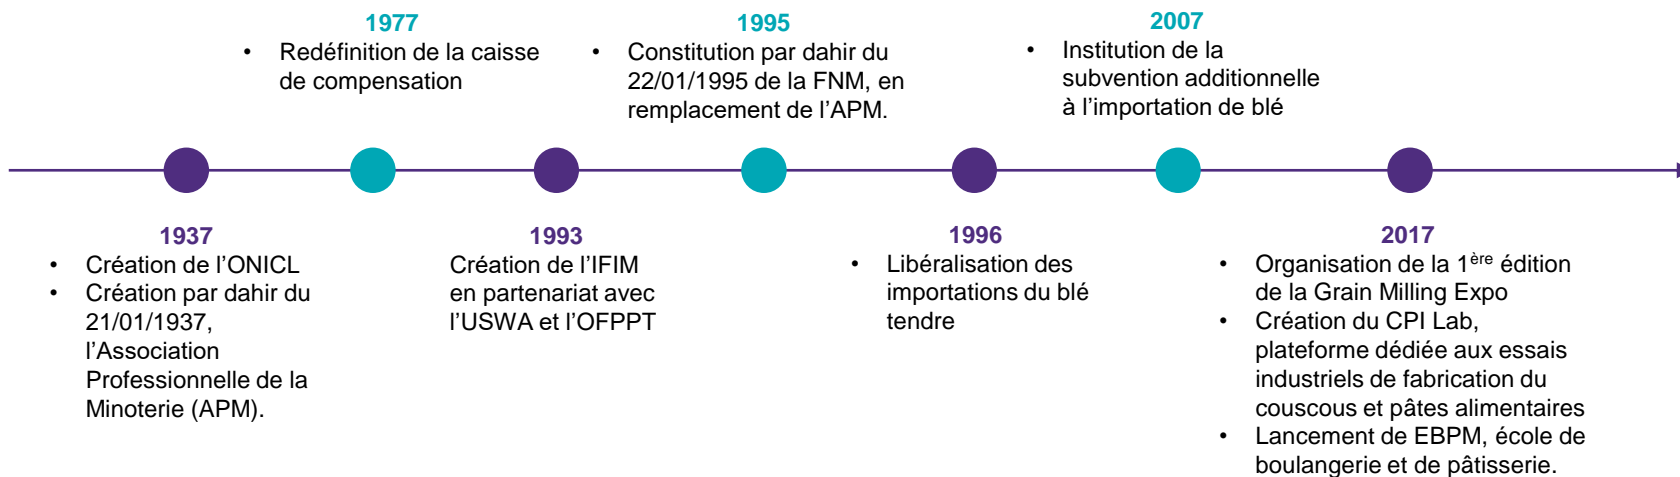 1977
• Redéfinition de la caisse
de compensation
1995
• Constitution par dahir du
22/01/1995 de la FNM, en
remplacement de l’APM.
2007
• Institution de la
subvention additionnelle
à l’importation de blé
1937
• Création de l’ONICL
• Création par dahir du
21/01/1937,
l’Association
Professionnelle de la
Minoterie (APM).
1993
Création de l’IFIM
en partenariat avec
l’USWA et l’OFPPT
1996
• Libéralisation des
importations du blé
tendre
2017
• Organisation de la 1ère édition
de la Grain Milling Expo
• Création du CPI Lab,
plateforme dédiée aux essais
industriels de fabrication du
couscous et pâtes alimentaires
• Lancement de EBPM, école de
boulangerie et de pâtisserie.